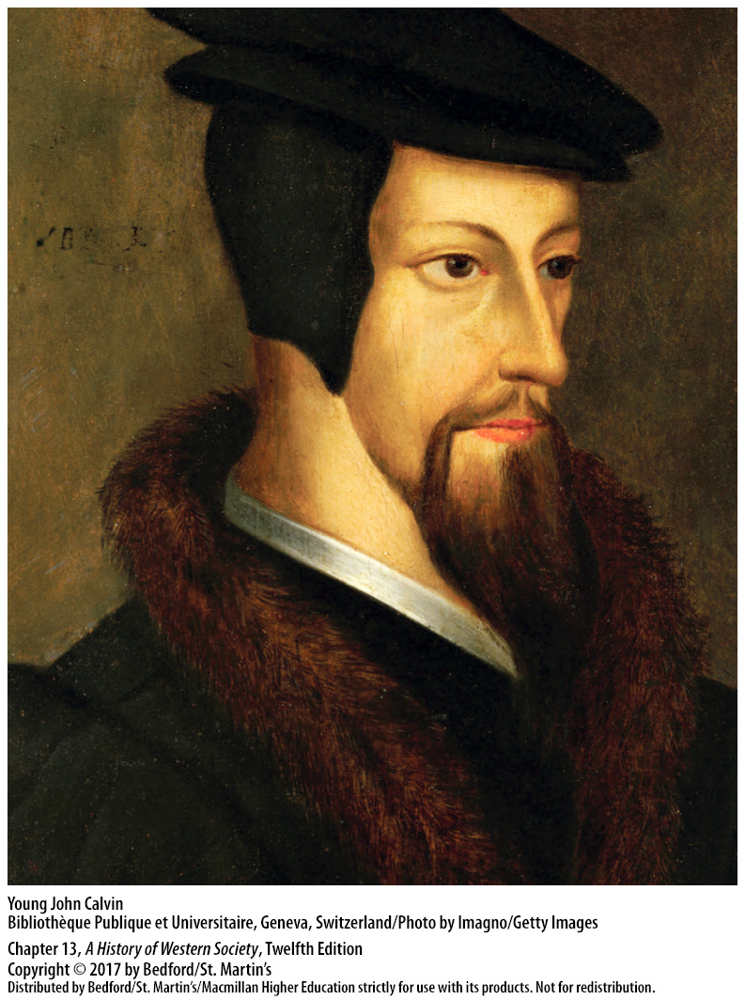 Young John Calvin
Bibliothèque Publique et Universitaire, Geneva, Switzerland/Photo by Imagno/Getty Images
Chapter 13, A History of Western Society, Twelfth Edition
Copyright © 2017 by Bedford/St. Martin's
Distributed by Bedford/St. Martin's/Macmillan Higher Education strictly for use with its products. Not for redistribution.